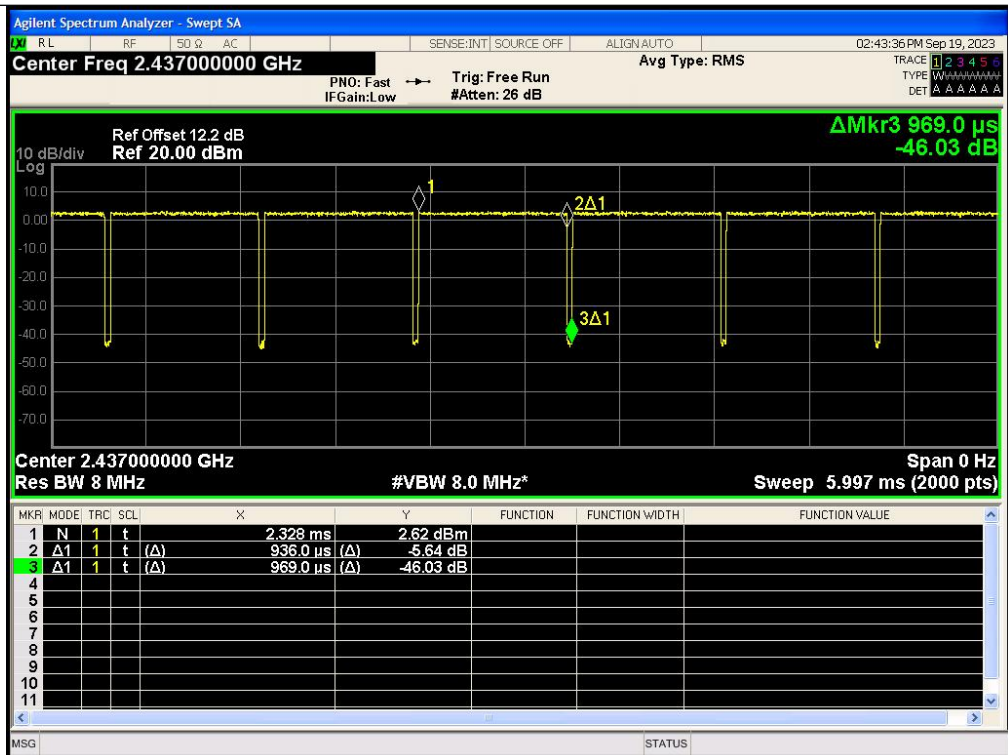 Agilent Spectrum Analyzer - Swept SA
LXI RL RF 50 Ω AC SENSE:INT SOURCE OFF ALIGN AUTO 02:43:36 PM Sep 19, 2023
Center Freq 2.437000000 GHz Avg Type: RMS TRACE 1 2 3 4 5 6
PNO: Fast Trig: Free Run TYPE WWWWWW
IFGain:Low #Atten: 26 dB DET A A A A A A
ΔMkr3 969.0 µs
Ref Offset 12.2 dB
10 dB/div Ref 20.00 dBm -46.03 dB
Log
10.0
1
2Δ1
0.00
-10.0
-20.0
-30.0
3Δ1
-40.0
-50.0
-60.0
-70.0
Center 2.437000000 GHz Span 0 Hz
Res BW 8 MHz #VBW 8.0 MHz* Sweep 5.997 ms (2000 pts)
MKR MODE TRC SCL X Y FUNCTION FUNCTION WIDTH FUNCTION VALUE
1 N 1 t 2.328 ms 2.62 dBm
2 Δ1 1 t (Δ) 936.0 µs (Δ) -5.64 dB
3 Δ1 1 t (Δ) 969.0 µs (Δ) -46.03 dB
4
5
6
7
8
9
10
11
MSG STATUS